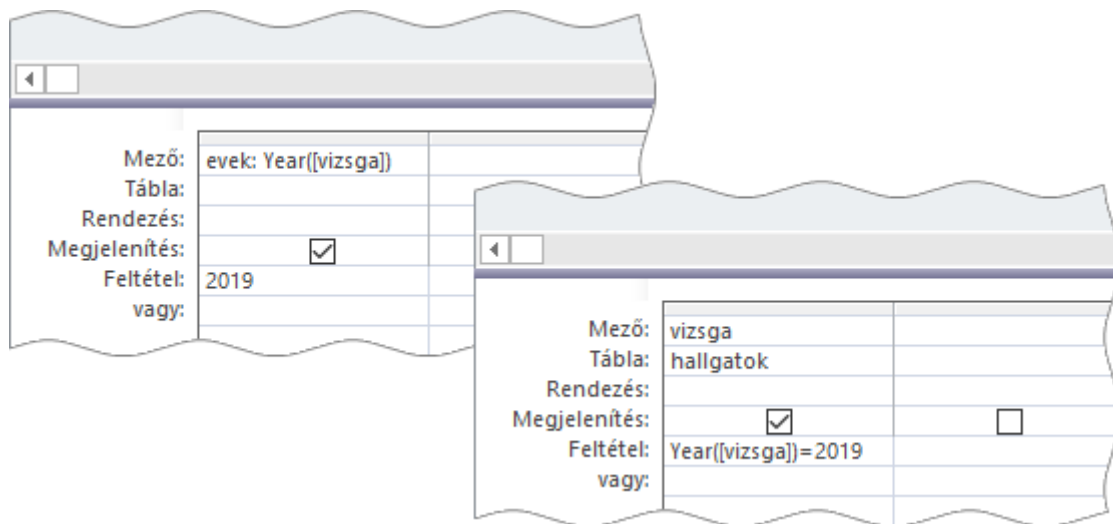 Mező: evek: Year([vizsga])
Tábla:
Rendezés:
Megjelenítés:
Feltétel: 2019
vagy:
Mező: vizsga
Tábla: hallgatok
Rendezés:
Megjelenítés:
Feltétel: Year([vizsga])=2019
vagy: